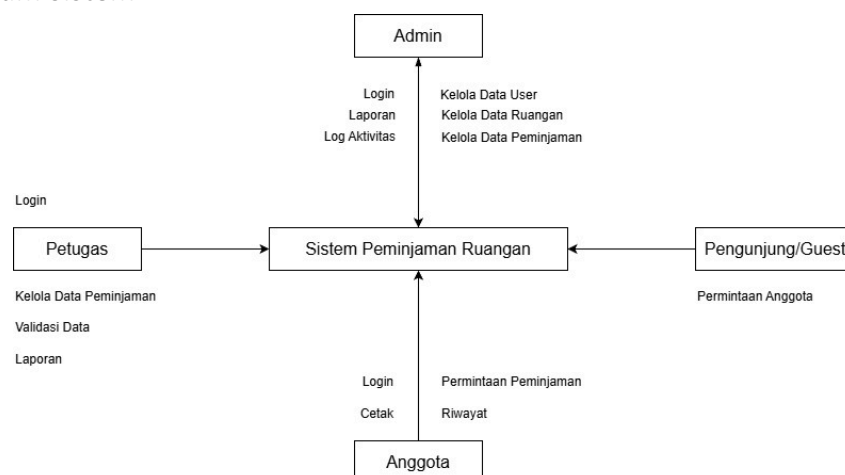 Admin
Login
Kelola Data User
Laporan
Kelola Data Ruangan
Log Aktivitas
Kelola Data Peminjaman
Login
Petugas
Sistem Peminjaman Ruangan
Pengunjung/Guest
Kelola Data Peminjaman
Permintaan Anggota
Validasi Data
Laporan
Login
Permintaan Peminjaman
Cetak
Riwayat
Anggota